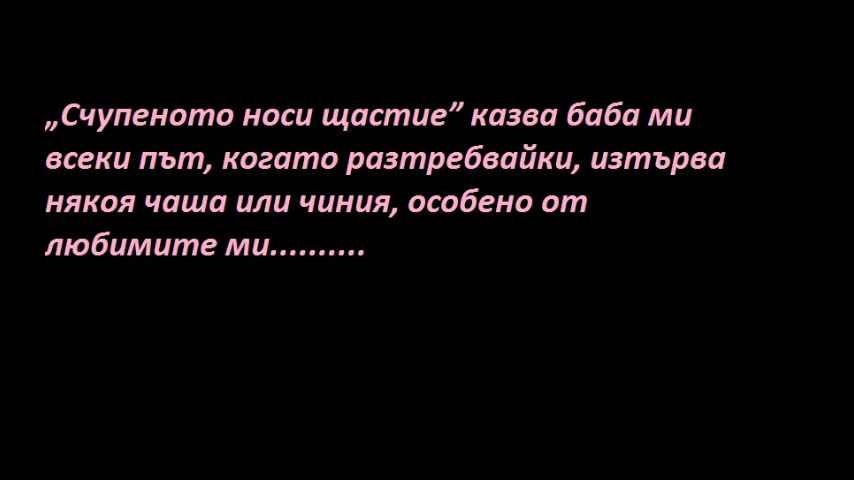 „Счупеното носи щастие” казва баба ми
всеки път, когато разтребвайки, изтърва
някоя чаша или чиния, особено от
любимите ми..........